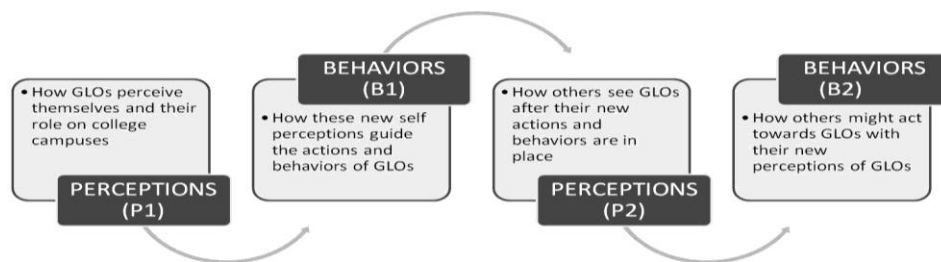 • How GLOs perceive
themselves and their
role on college
campuses
PERCEPTIONS
(P1)
BEHAVIORS
(B1)
• How these new self
perceptions guide
the actions and
behaviors of GLOs
• How others see GLOs
after their new
actions and
behaviors are in
place
PERCEPTIONS
(P2)
BEHAVIORS
(B2)
• How others might act
towards GLOs with
their new
perceptions of GLOs